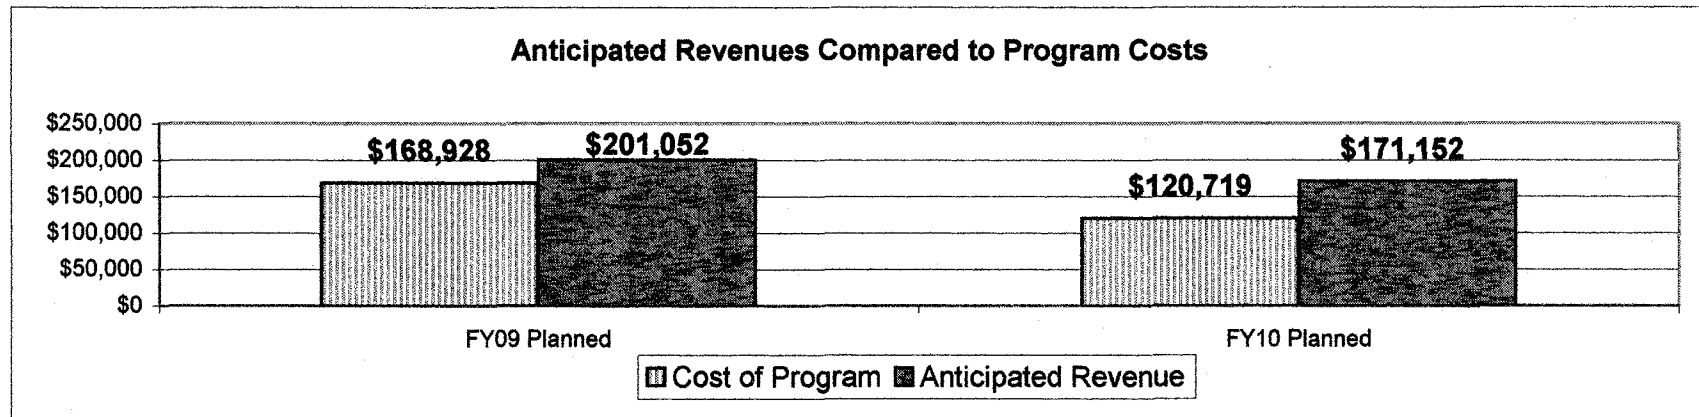 Anticipated Revenues Compared to Program Costs
$250,000
$200,000
$150,000
$100,000
$50,000
$0
$168,928
$201,052
$120,719
$171,152
FY09 Planned
FY10 Planned
Cost of Program
Anticipated Revenue